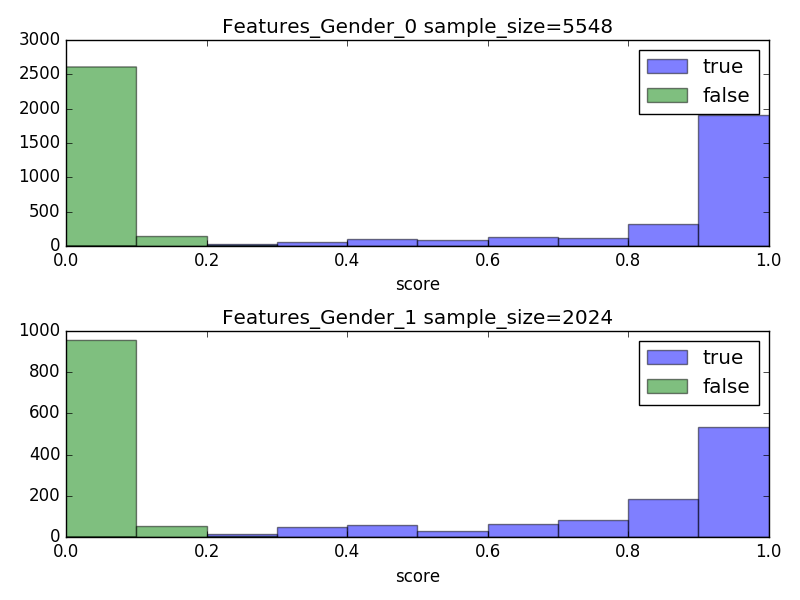 Features_Gender_0 sample_size=5548
3000
2500
2000
1500
1000
500
0
true
false
0.0 0.2 0.4 0.6 0.8 1.0
score
Features_Gender_1 sample_size=2024
1000
800
600
400
200
0
true
false
0.0 0.2 0.4 0.6 0.8 1.0
score